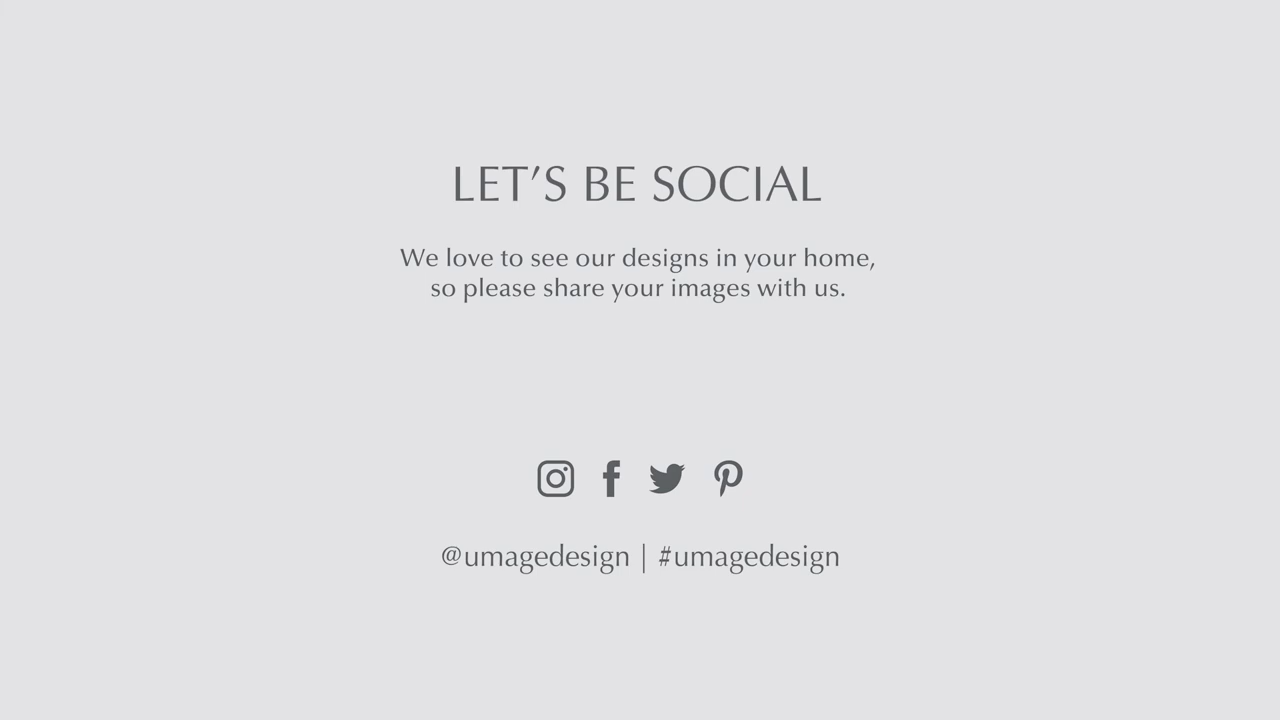 LET’S BE SOCIAL
We love to see our designs in your home,
so please share your images with us.
@umagedesign | #umagedesign